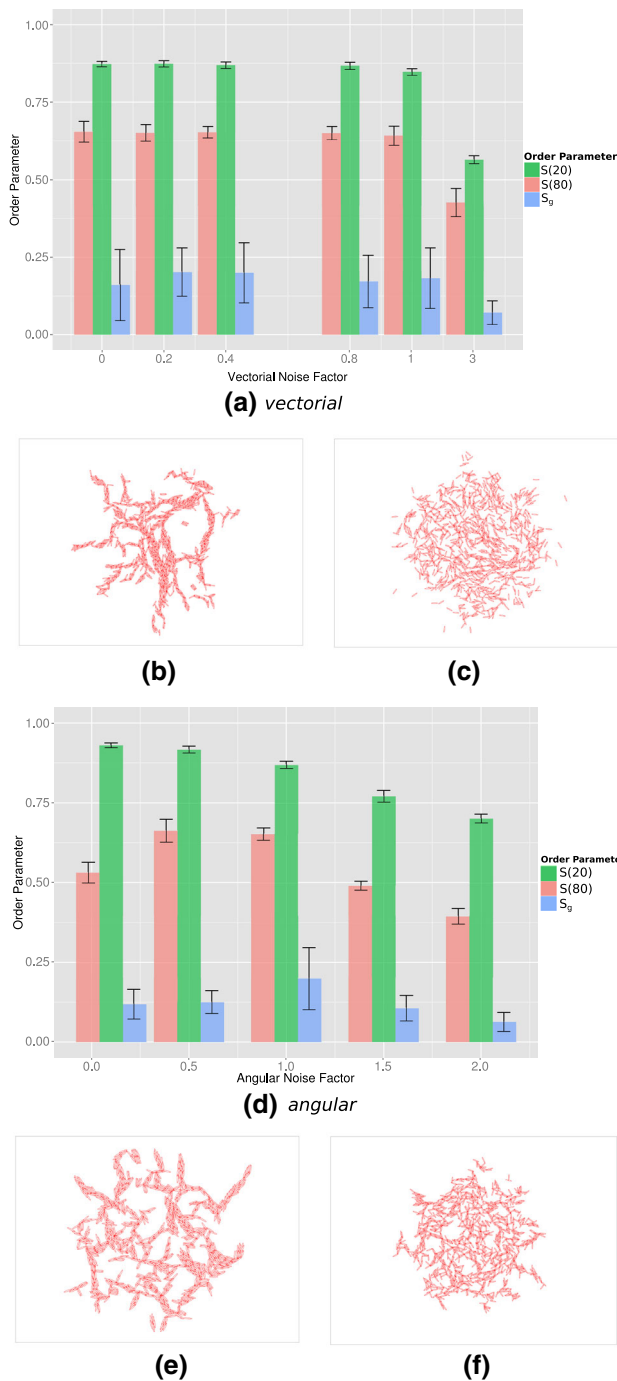 1.00
0.75
0.50
0.25
0.00
Order Parameter
0 0.2 0.4 0.8 1 3
Vectorial Noise Factor
Order Parameter
S(20)
S(80)
Sg
(a) vectorial
(b) (c)
1.00
0.75
0.50
0.25
0.00
Order Parameter
0.0 0.5 1.0 1.5 2.0
Angular Noise Factor
Order Parameter
S(20)
S(80)
Sg
(d) angular
(e) (f)